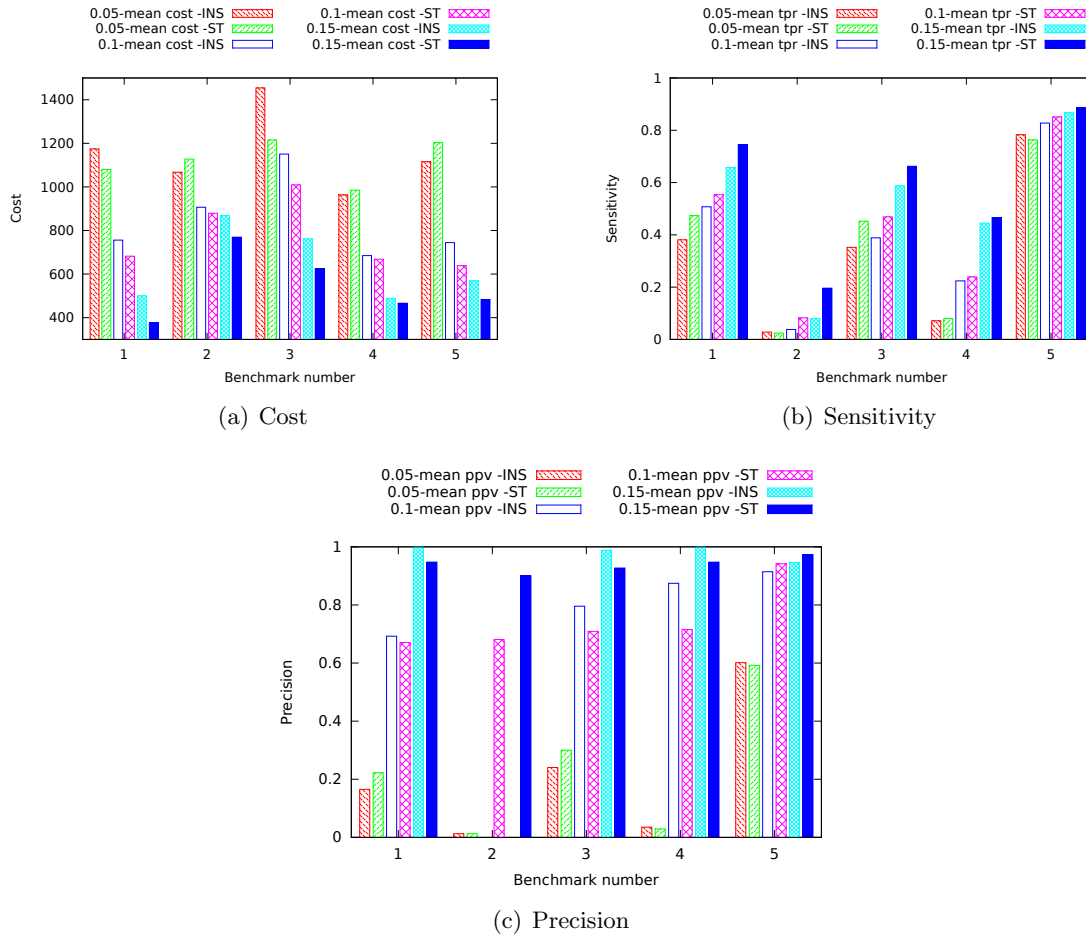 0.05-mean cost -INS
0.05-mean cost -ST
0.1-mean cost -INS
0.1-mean cost -ST
0.15-mean cost -INS
0.15-mean cost -ST
1400
1200
1000
800
600
400
Cost
1 2 3 4 5
Benchmark number
(a) Cost
0.05-mean tpr -INS
0.05-mean tpr -ST
0.1-mean tpr -INS
0.1-mean tpr -ST
0.15-mean tpr -INS
0.15-mean tpr -ST
1
0.8
0.6
0.4
0.2
0
Sensitivity
1 2 3 4 5
Benchmark number
(b) Sensitivity
0.05-mean ppv -INS
0.05-mean ppv -ST
0.1-mean ppv -INS
0.1-mean ppv -ST
0.15-mean ppv -INS
0.15-mean ppv -ST
1
0.8
0.6
0.4
0.2
0
Precision
1 2 3 4 5
Benchmark number
(c) Precision